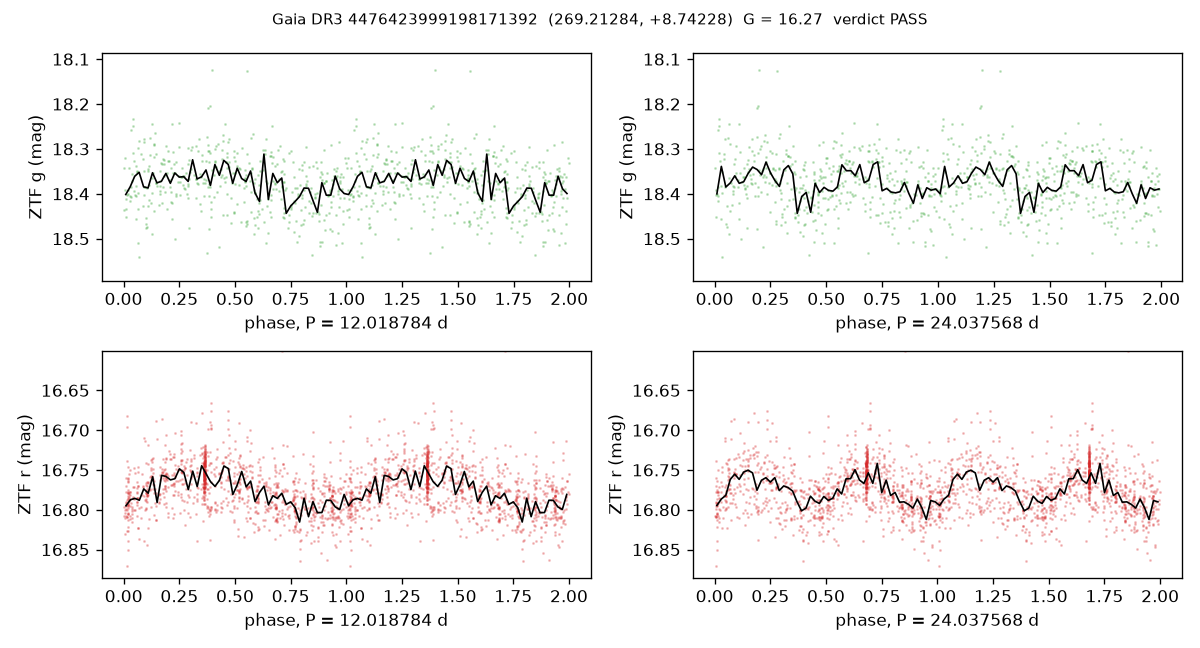 Gaia DR3 4476423999198171392 (269.21284, +8.74228) G = 16.27 verdict PASS
ZTF g (mag)
18.1
18.2
18.3
18.4
18.5
0.00 0.25 0.50 0.75 1.00 1.25 1.50 1.75 2.00
phase, P = 12.018784 d
ZTF g (mag)
18.1
18.2
18.3
18.4
18.5
0.00 0.25 0.50 0.75 1.00 1.25 1.50 1.75 2.00
phase, P = 24.037568 d
ZTF r (mag)
16.65
16.70
16.75
16.80
16.85
0.00 0.25 0.50 0.75 1.00 1.25 1.50 1.75 2.00
phase, P = 12.018784 d
ZTF r (mag)
16.65
16.70
16.75
16.80
16.85
0.00 0.25 0.50 0.75 1.00 1.25 1.50 1.75 2.00
phase, P = 24.037568 d